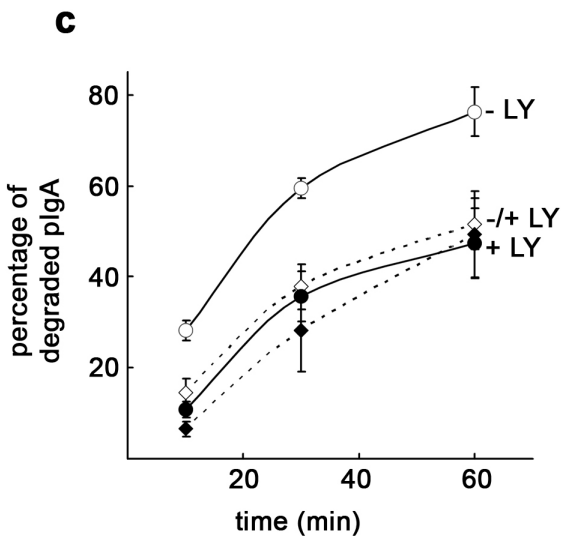 C
percentage of
degraded pIgA
80
60
40
20
- LY
-/+ LY
+ LY
20
40
60
time (min)